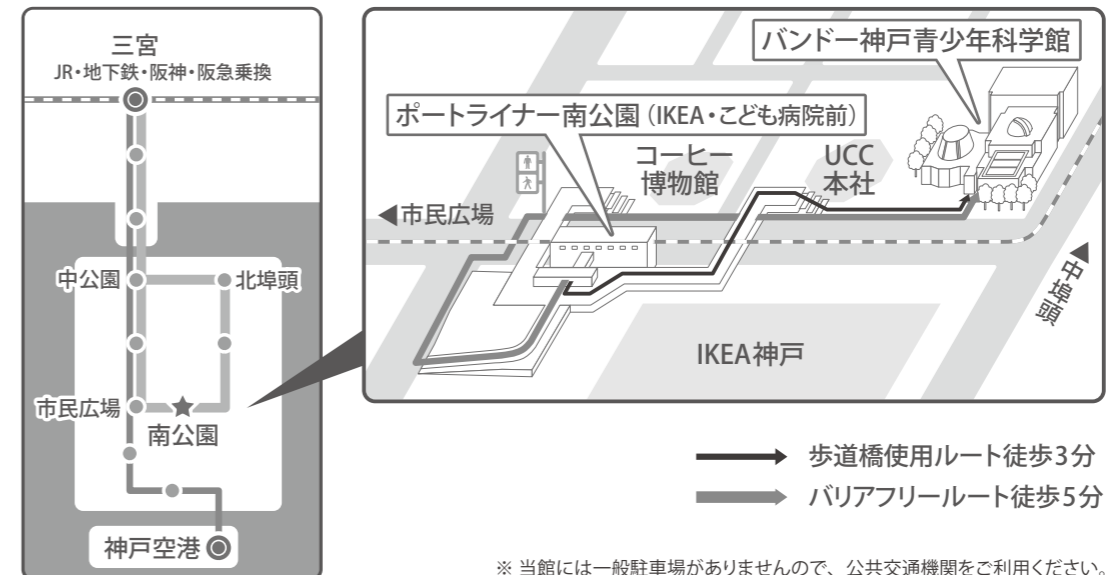 三宮
JR・地下鉄・阪神・阪急乗換
中公園
北埠頭
市民広場
南公園
神戸空港
バンドー神戸青少年科学館
ポートライナー南公園（IKEA・こども病院前）
コーヒー
博物館
UCC
本社
◀市民広場
◀中埠頭
IKEA神戸
歩道橋使用ルート徒歩3分
バリアフリールート徒歩5分
※ 当館には一般駐車場がありませんので、公共交通機関をご利用ください。